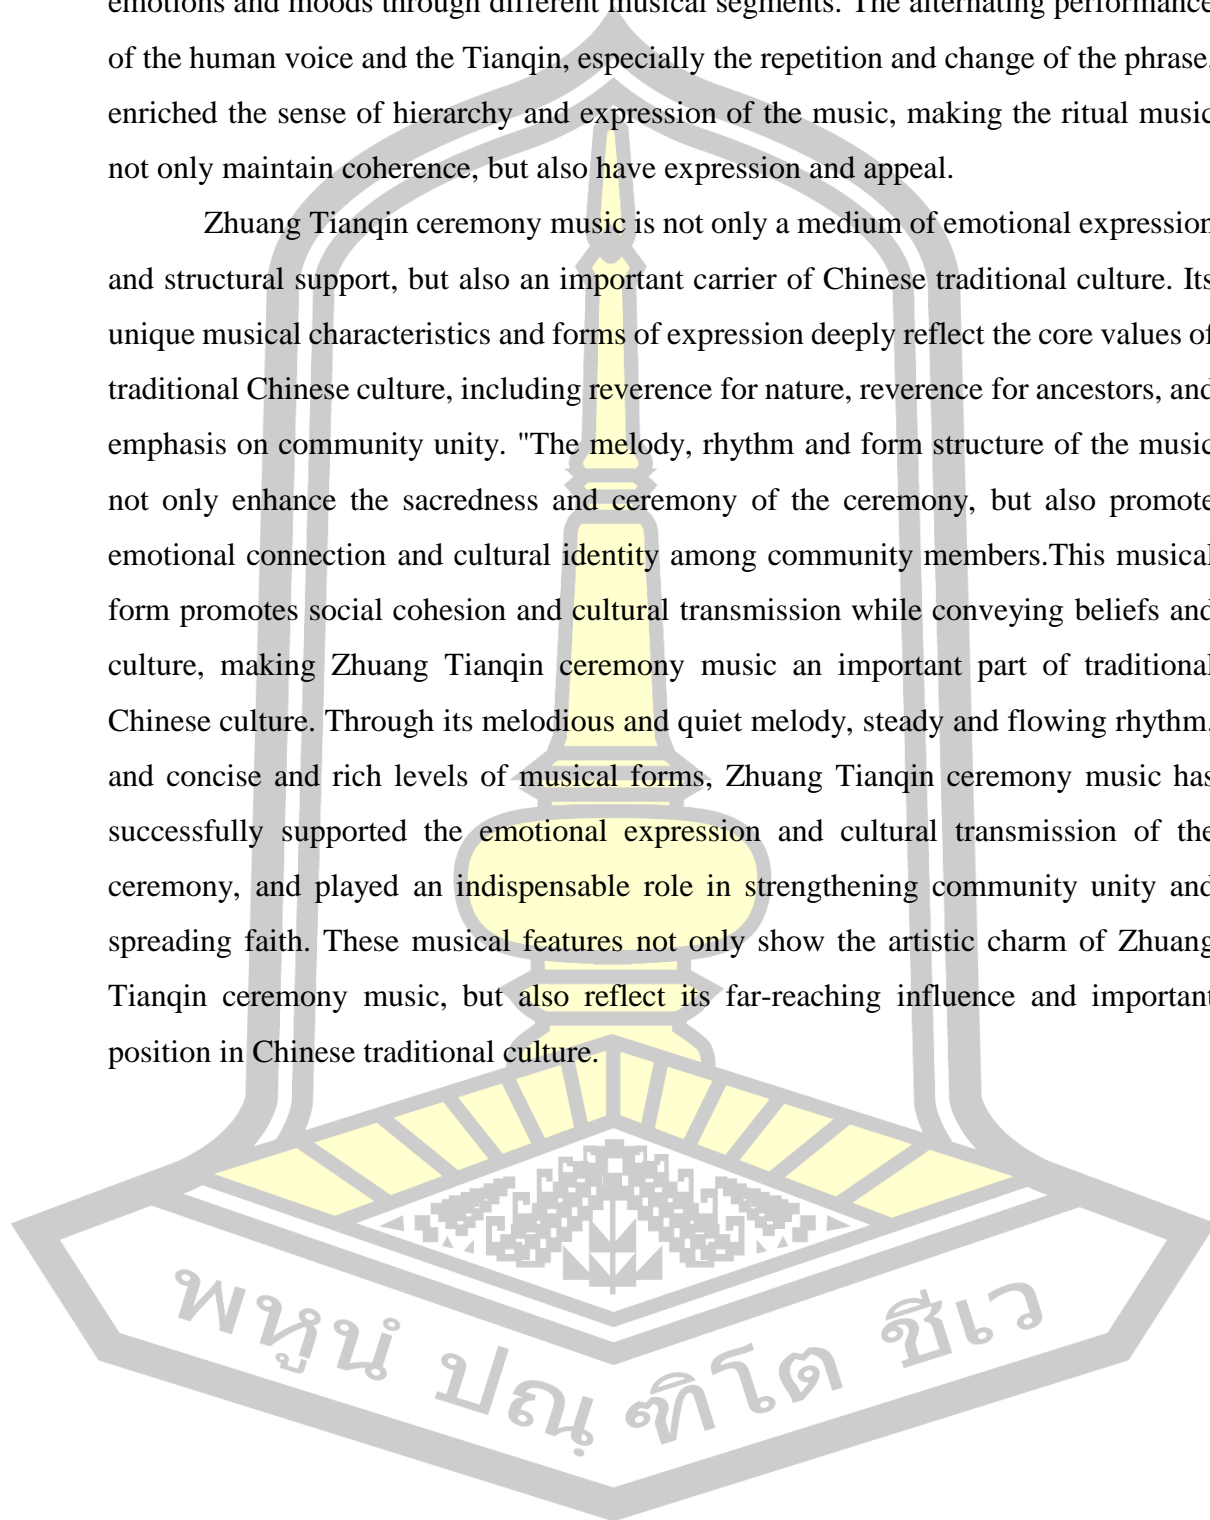 emotions and moods through different musical segments. The alternating performance
of the human voice and the Tianqin, especially the repetition and change of the phrase,
enriched the sense of hierarchy and expression of the music, making the ritual music
not only maintain coherence, but also have expression and appeal.
Zhuang Tianqin ceremony music is not only a medium of emotional expression
and structural support, but also an important carrier of Chinese traditional culture. Its
unique musical characteristics and forms of expression deeply reflect the core values of
traditional Chinese culture, including reverence for nature, reverence for ancestors, and
emphasis on community unity. "The melody, rhythm and form structure of the music
not only enhance the sacredness and ceremony of the ceremony, but also promote
emotional connection and cultural identity among community members.This musical
form promotes social cohesion and cultural transmission while conveying beliefs and
culture, making Zhuang Tianqin ceremony music an important part of traditional
Chinese culture. Through its melodious and quiet melody, steady and flowing rhythm,
and concise and rich levels of musical forms, Zhuang Tianqin ceremony music has
successfully supported the emotional expression and cultural transmission of the
ceremony, and played an indispensable role in strengthening community unity and
spreading faith. These musical features not only show the artistic charm of Zhuang
Tianqin ceremony music, but also reflect its far-reaching influence and important
position in Chinese traditional culture.
พหูนํ ปณฺ ฑิโต ชีเว